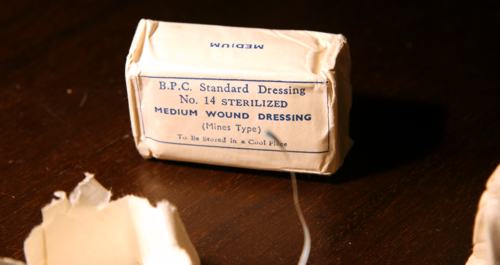 MEDIUM
B.P.C. Standard Dressing
No. 14 STERILIZED
MEDIUM WOUND DRESSING
(Mines Type)
To Be Stored in a Cool Place